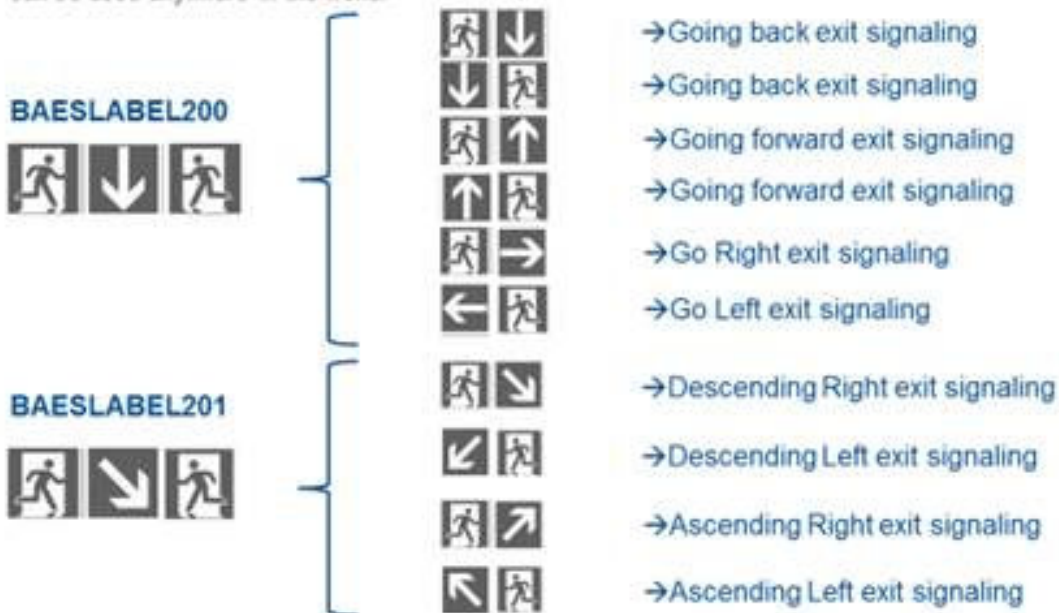 →Going back exit signaling
→Going back exit signaling
BAESLABEL200
→Going forward exit signaling
→Going forward exit signaling
→Go Right exit signaling
→Go Left exit signaling
→Descending Right exit signaling
BAESLABEL201
→Descending Left exit signaling
→Ascending Right exit signaling
→Ascending Left exit signaling